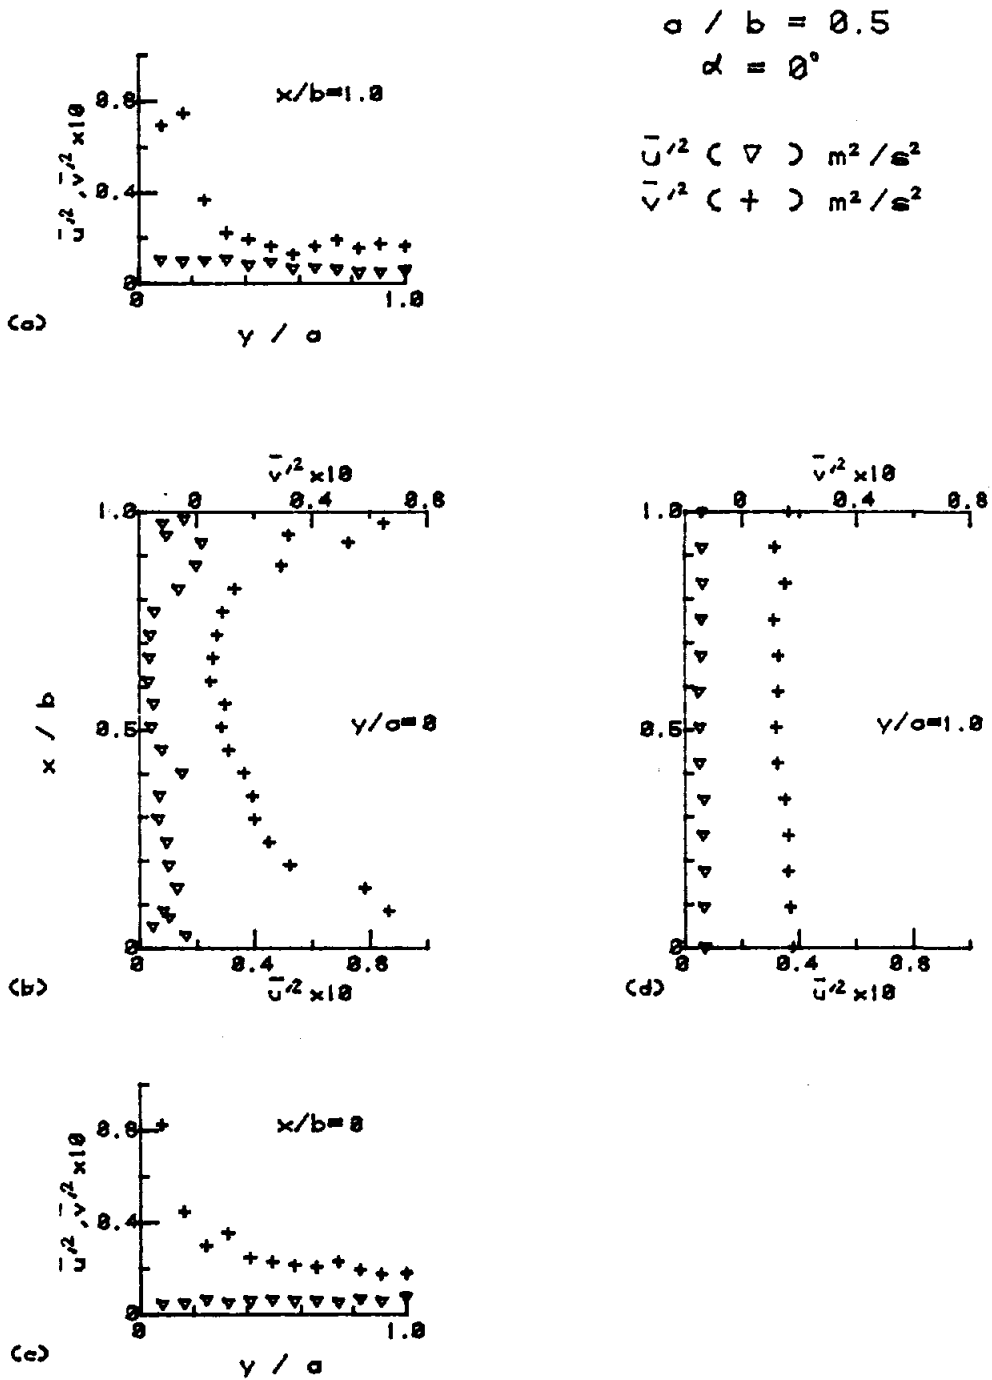 a / b = 0.5
α = 0°
ū′² ( ∇ ) m²/s²
v̄′² ( + ) m²/s²
x/b=1.0
ū′², v̄′² x10
0.8
0.4
0
0
1.0
y / a
(a)
v̄′² x10
0
0.4
0.8
1.0
0.5
0
x / b
y/a=0
0
0.4
0.8
ū′² x10
(b)
v̄′² x10
0
0.4
0.8
1.0
0.5
0
y/a=1.0
0
0.4
0.8
ū′² x10
(d)
x/b=0
ū′², v̄′² x10
0.8
0.4
0
0
1.0
y / a
(c)